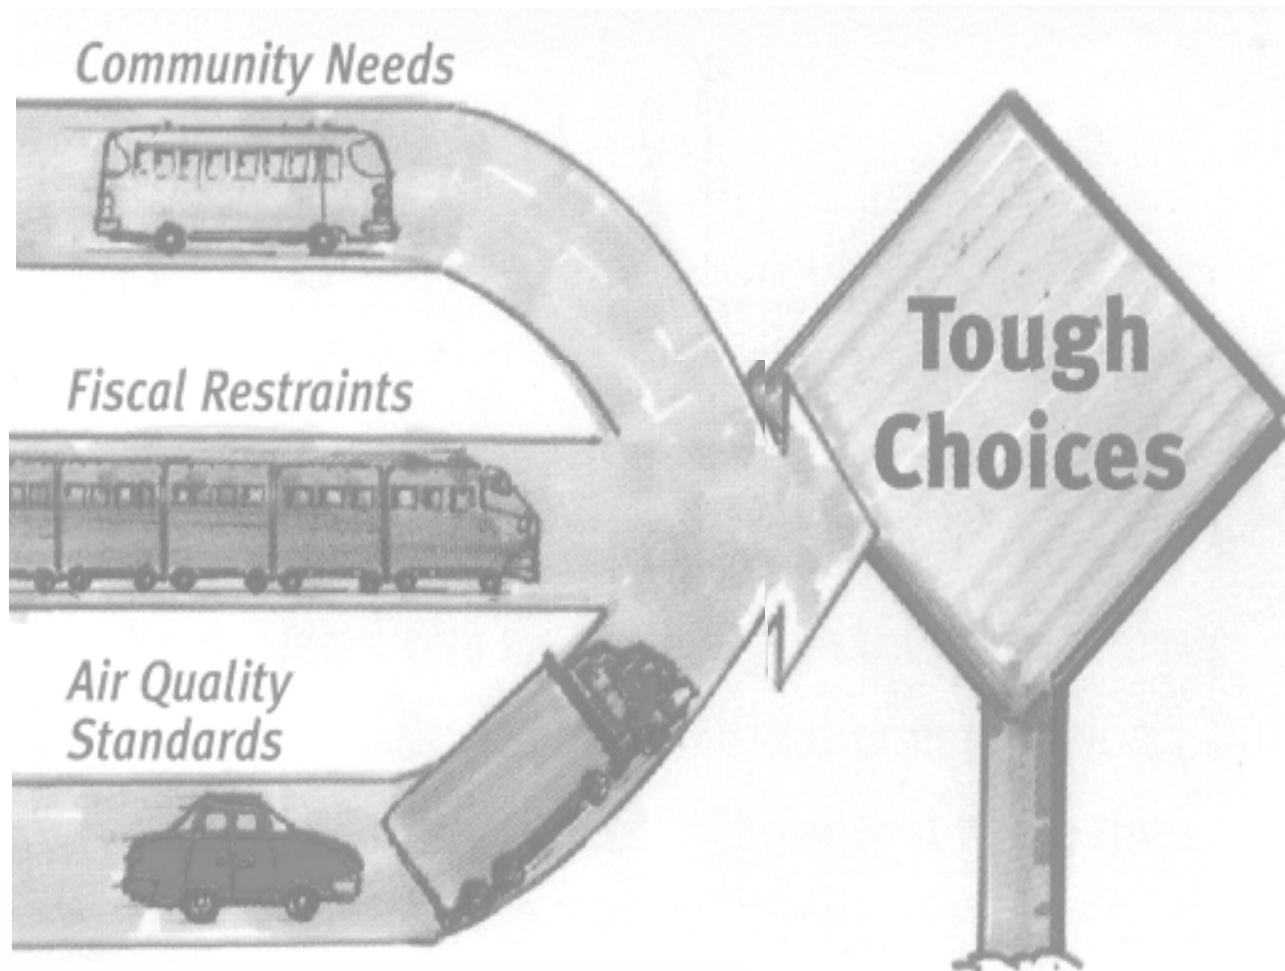 Community Needs
Fiscal Restraints
Air Quality
Standards
Tough
Choices